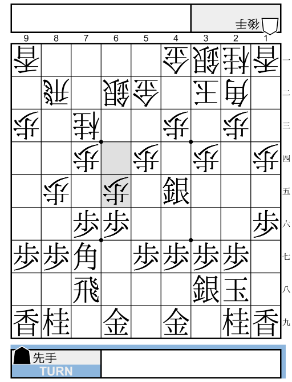 後手
9 8 7 6 5 4 3 2 1
香 金 銀 桂 香 一
飛 銀 金 王 角 二
歩 桂 歩 歩 三
歩 歩 歩 歩 四
歩 歩 銀 五
歩 歩 歩 六
歩 歩 角 歩 歩 歩 歩 七
飛 銀 玉 八
香 桂 金 金 桂 香 九
先手
TURN